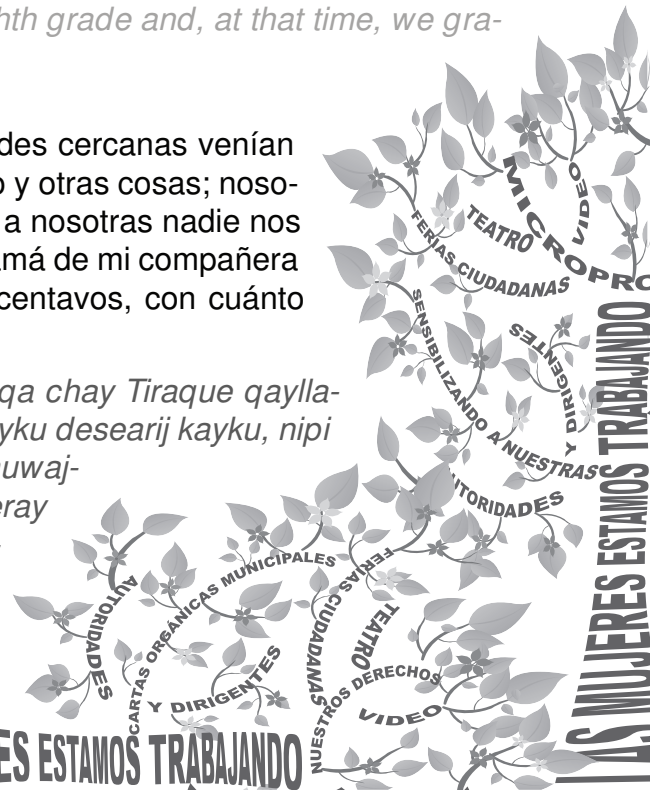 hth grade and, at that time, we gra-
des cercanas venían
o y otras cosas; noso-
a nosotras nadie nos
amá de mi compañera
centavos, con cuánto
qa chay Tiraque qaylla-
yku desearij kayku, nipi
uwaj-
eray
MICROPRO
VIDEO
TEATRO
FERIAS CIUDADANAS
SENSIBILIZANDO A NUESTRAS
Y DIRIGENTES
AUTORIDADES
LAS MUJERES ESTAMOS TRABAJANDO
AUTORIDADES
CARTAS ORGÁNICAS MUNICIPALES
Y DIRIGENTES
FERIAS CIUDADANAS
TEATRO
NUESTROS DERECHOS
VIDEO
ES ESTAMOS TRABAJANDO